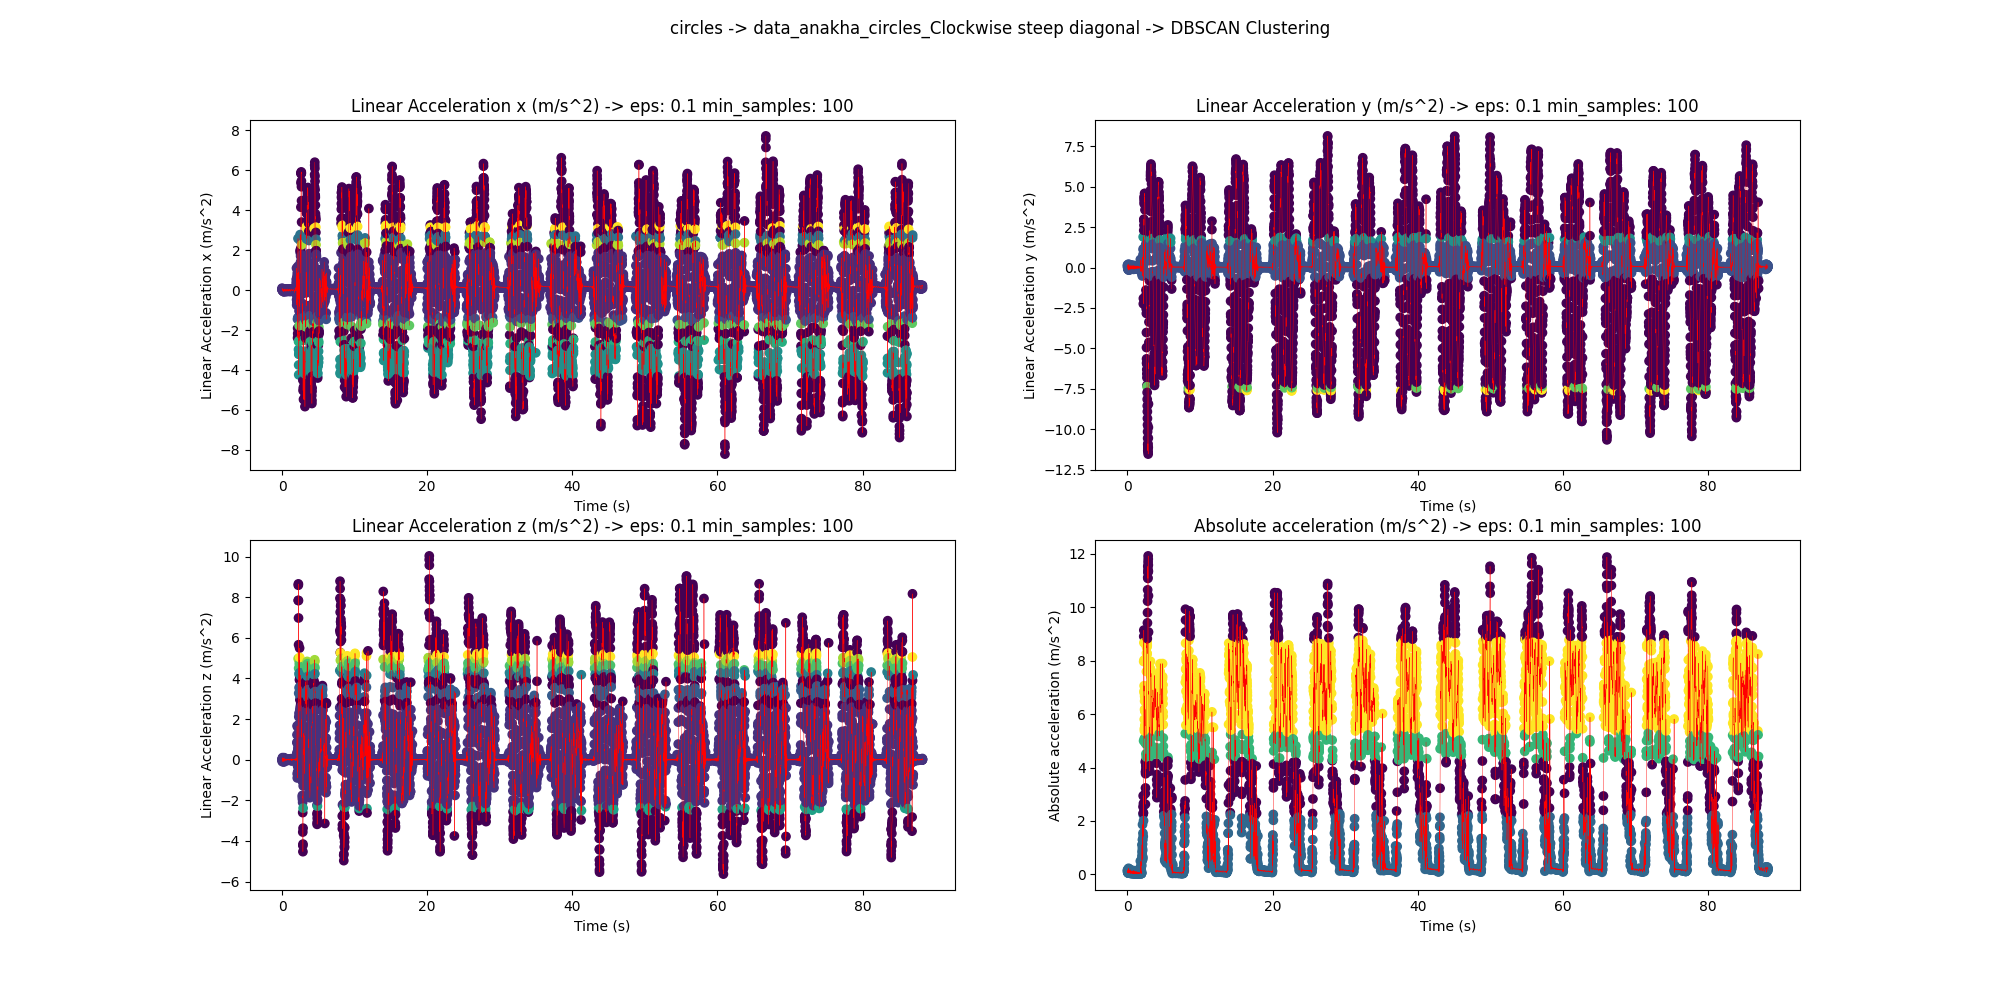 circles -> data_anakha_circles_Clockwise steep diagonal -> DBSCAN Clustering
Linear Acceleration x (m/s^2) -> eps: 0.1 min_samples: 100
Linear Acceleration x (m/s^2)
8
6
4
2
0
−2
−4
−6
−8
0 20 40 60 80
Time (s)
Linear Acceleration y (m/s^2) -> eps: 0.1 min_samples: 100
Linear Acceleration y (m/s^2)
7.5
5.0
2.5
0.0
−2.5
−5.0
−7.5
−10.0
−12.5
0 20 40 60 80
Time (s)
Linear Acceleration z (m/s^2) -> eps: 0.1 min_samples: 100
Linear Acceleration z (m/s^2)
10
8
6
4
2
0
−2
−4
−6
0 20 40 60 80
Time (s)
Absolute acceleration (m/s^2) -> eps: 0.1 min_samples: 100
Absolute acceleration (m/s^2)
12
10
8
6
4
2
0
0 20 40 60 80
Time (s)